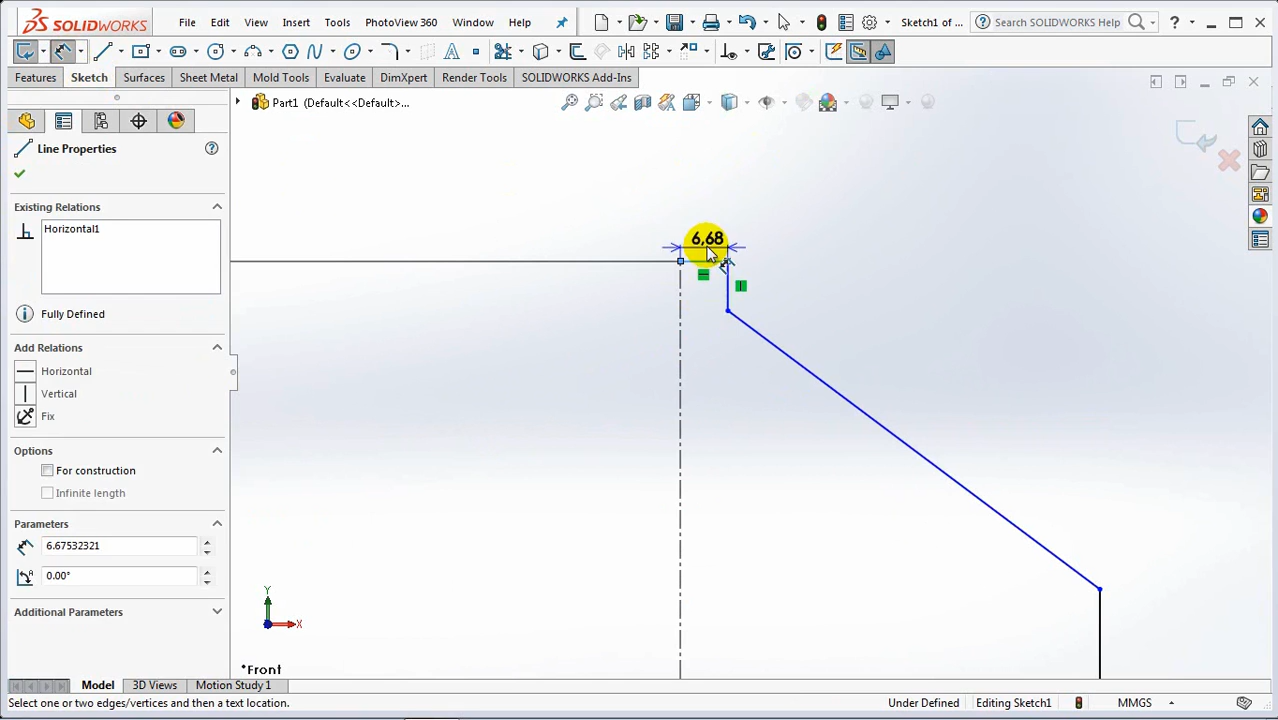 SOLIDWORKS File Edit View Insert Tools PhotoView 360 Window Help Sketch1 of ... Search SOLIDWORKS Help ?
Features Sketch Surfaces Sheet Metal Mold Tools Evaluate DimXpert Render Tools SOLIDWORKS Add-Ins
Part1 (Default<<Default>...
Line Properties
Existing Relations
Horizontal1
Fully Defined
Add Relations
Horizontal
Vertical
Fix
Options
For construction
Infinite length
Parameters
6.67532321
0.00°
Additional Parameters
6,68
Y
X
*Front
Model 3D Views Motion Study 1
Select one or two edges/vertices and then a text location. Under Defined Editing Sketch1 MMGS